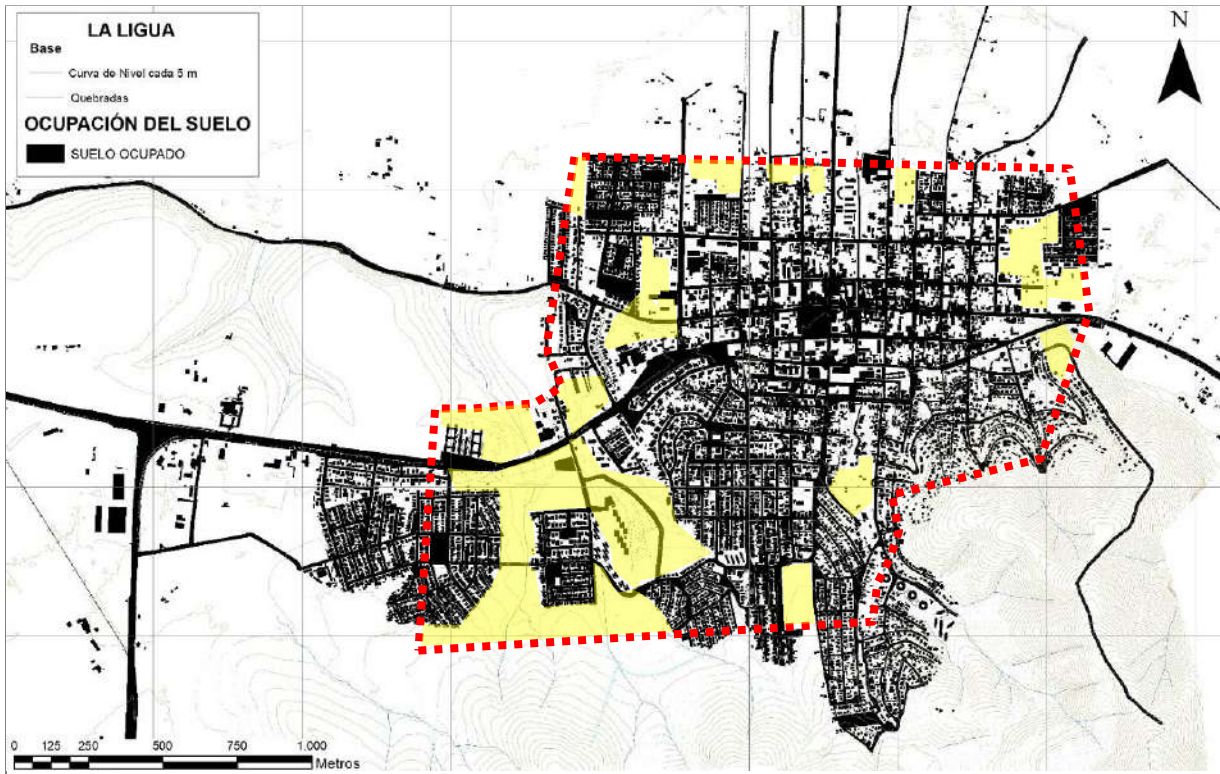 LA LIGUA
Base
Curva de Nivel cada 5 m
Quebradas
OCUPACIÓN DEL SUELO
SUELO OCUPADO
N
0 125 250 500 750 1.000
Metros